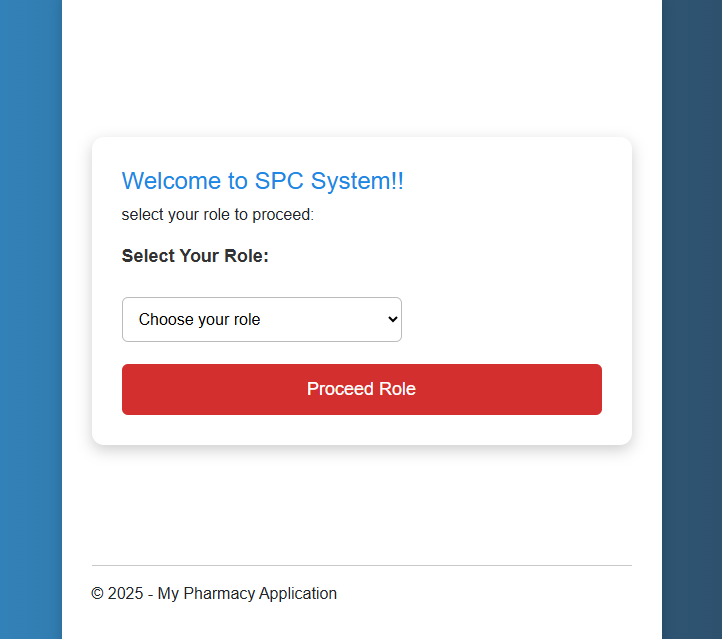 Welcome to SPC System!!
select your role to proceed:
Select Your Role:
Choose your role
Proceed Role
© 2025 - My Pharmacy Application